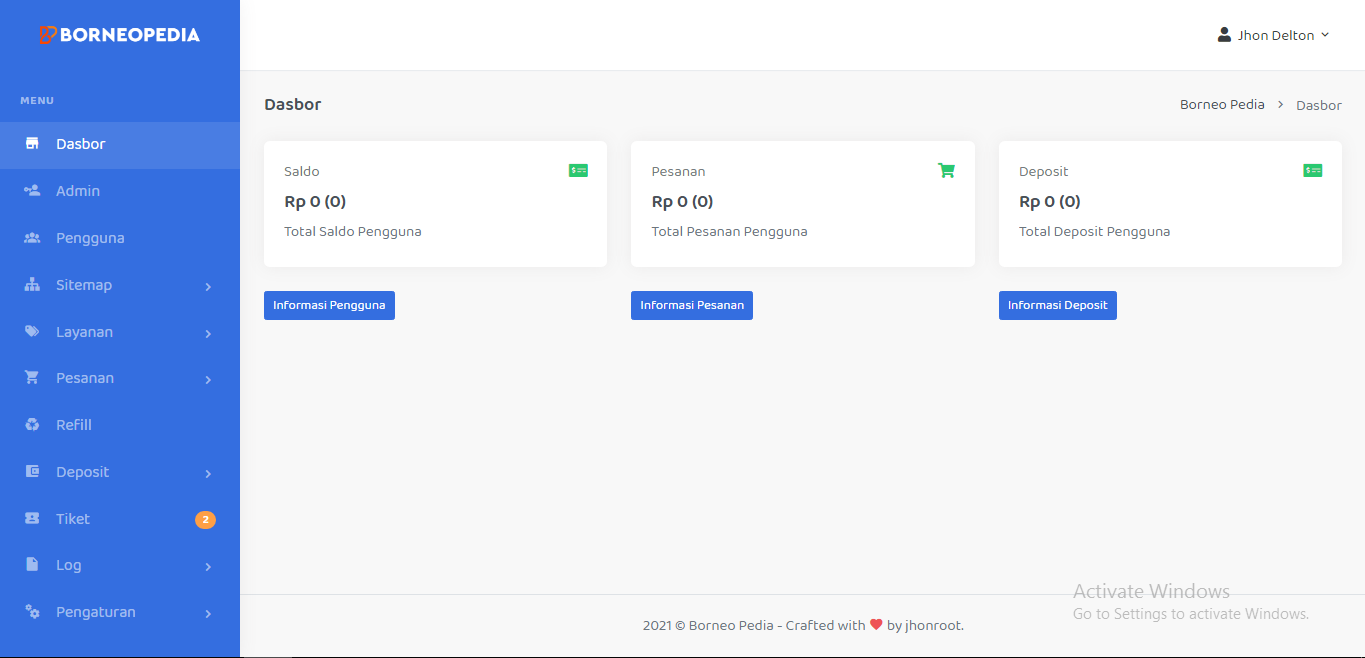 BORNEOPEDIA
Jhon Delton
MENU
Dasbor
Admin
Pengguna
Sitemap
Layanan
Pesanan
Refill
Deposit
Tiket 2
Log
Pengaturan
Dasbor
Borneo Pedia > Dasbor
Saldo
Rp 0 (0)
Total Saldo Pengguna
Informasi Pengguna
Pesanan
Rp 0 (0)
Total Pesanan Pengguna
Informasi Pesanan
Deposit
Rp 0 (0)
Total Deposit Pengguna
Informasi Deposit
Activate Windows
Go to Settings to activate Windows.
2021 © Borneo Pedia - Crafted with ❤ by jhonroot.